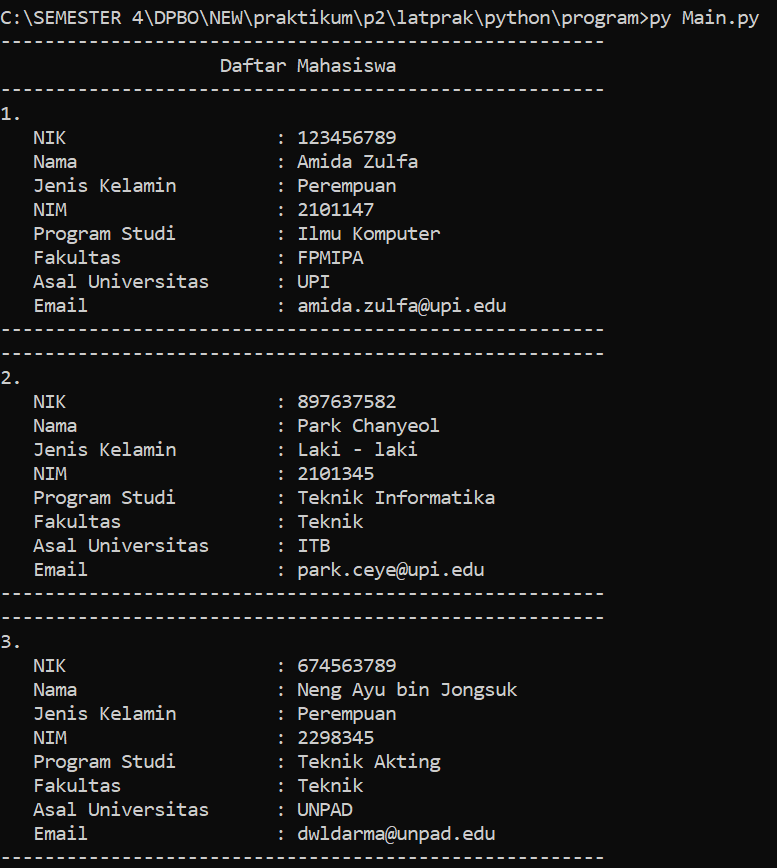 C:\SEMESTER 4\DPBO\NEW\praktikum\p2\latprak\python\program>py Main.py
-------------------------------------------------------
                    Daftar Mahasiswa
-------------------------------------------------------
1.
   NIK                   : 123456789
   Nama                  : Amida Zulfa
   Jenis Kelamin         : Perempuan
   NIM                   : 2101147
   Program Studi         : Ilmu Komputer
   Fakultas              : FPMIPA
   Asal Universitas      : UPI
   Email                 : amida.zulfa@upi.edu
-------------------------------------------------------
-------------------------------------------------------
2.
   NIK                   : 897637582
   Nama                  : Park Chanyeol
   Jenis Kelamin         : Laki - laki
   NIM                   : 2101345
   Program Studi         : Teknik Informatika
   Fakultas              : Teknik
   Asal Universitas      : ITB
   Email                 : park.ceye@upi.edu
-------------------------------------------------------
-------------------------------------------------------
3.
   NIK                   : 674563789
   Nama                  : Neng Ayu bin Jongsuk
   Jenis Kelamin         : Perempuan
   NIM                   : 2298345
   Program Studi         : Teknik Akting
   Fakultas              : Teknik
   Asal Universitas      : UNPAD
   Email                 : dwldarma@unpad.edu
-------------------------------------------------------